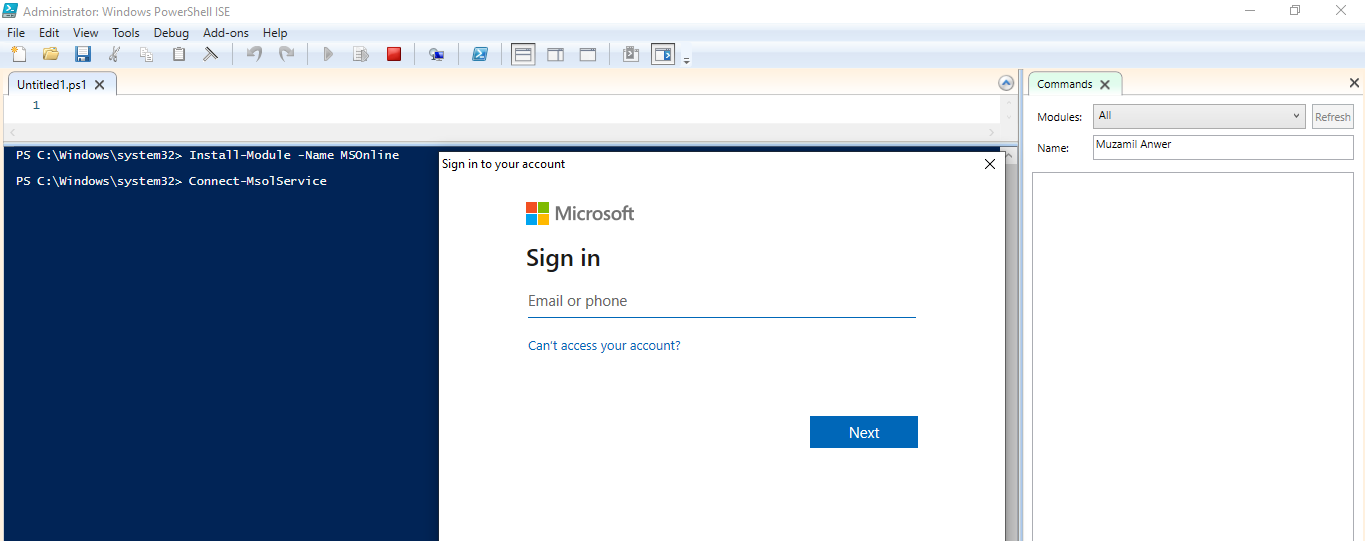 Administrator: Windows PowerShell ISE
File Edit View Tools Debug Add-ons Help
Untitled1.ps1
1
PS C:\Windows\system32> Install-Module -Name MSOnline
PS C:\Windows\system32> Connect-MsolService
Sign in to your account
Microsoft
Sign in
Email or phone
Can't access your account?
Next
Commands
Modules: All Refresh
Name: Muzamil Anwer